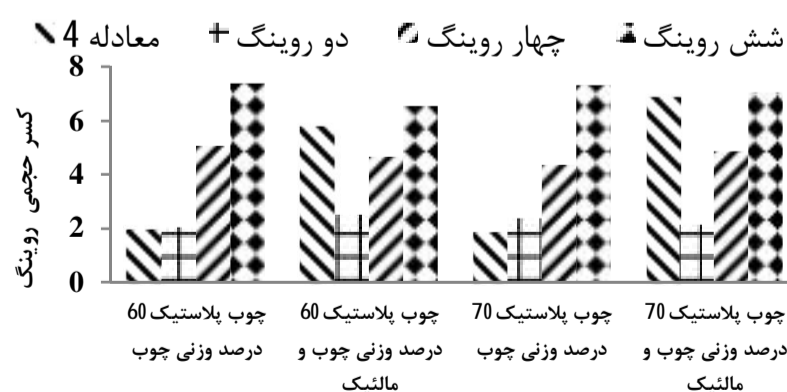 معادله 4 دو روینگ چهار روینگ شش روینگ
کسر حجمی روینگ
8
6
4
2
0
چوب پلاستیک 60
درصد وزنی چوب
چوب پلاستیک 60
درصد وزنی چوب و
مالئیک
چوب پلاستیک 70
درصد وزنی چوب
چوب پلاستیک 70
درصد وزنی چوب و
مالئیک